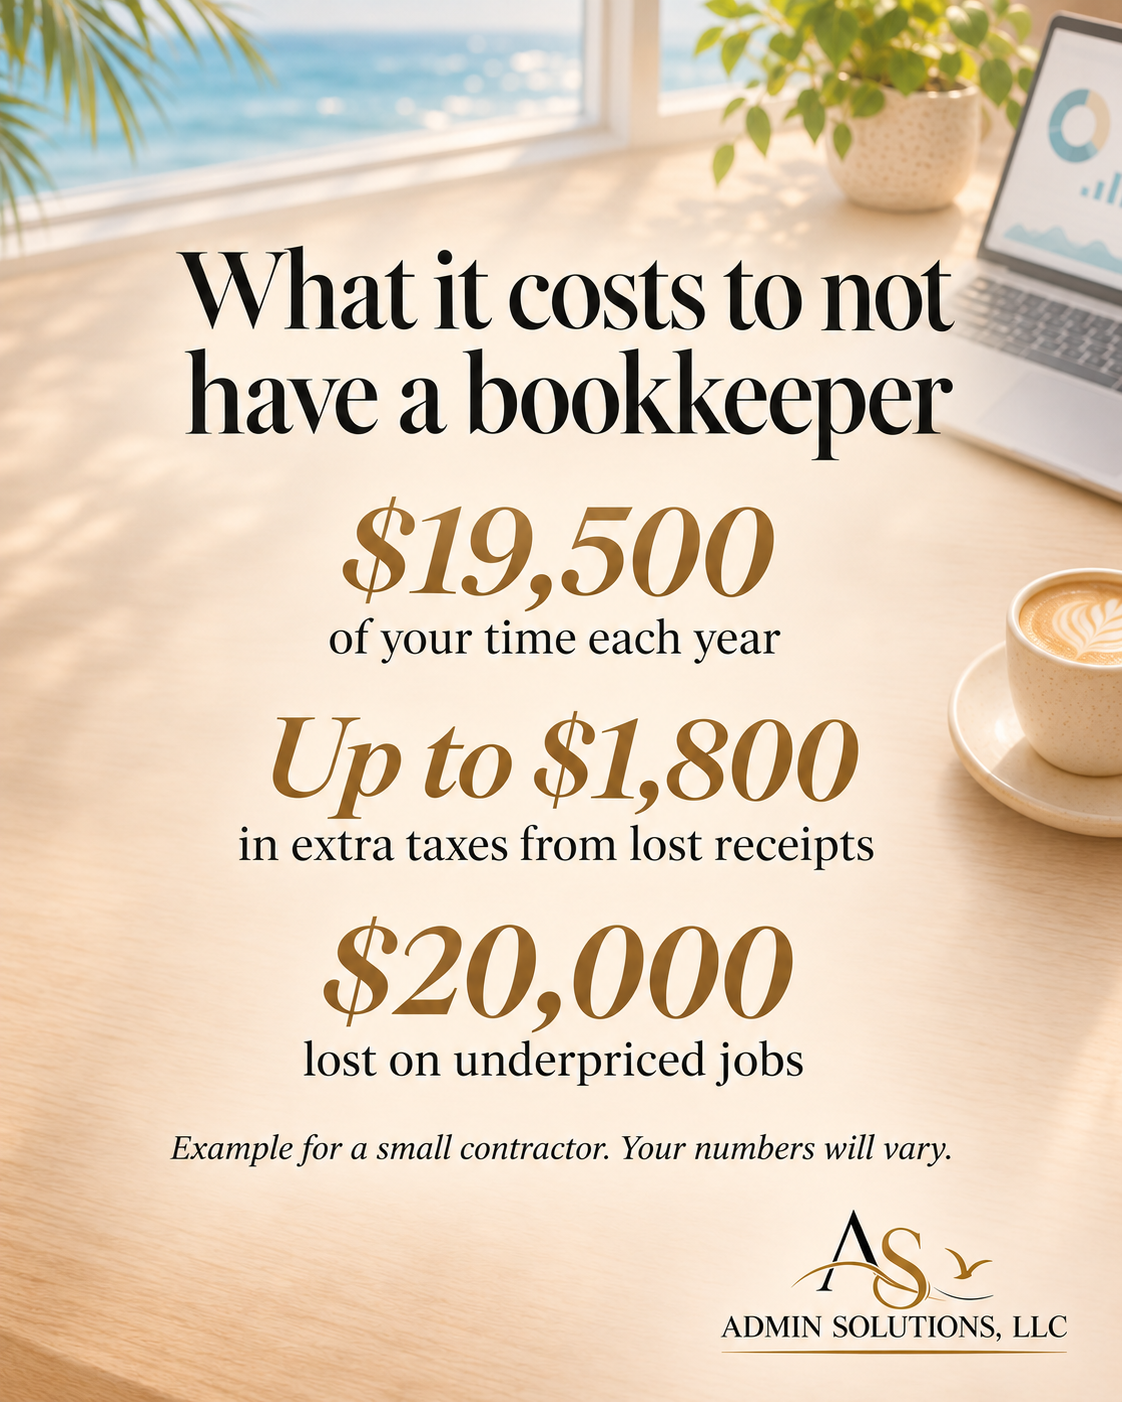 What it costs to not
have a bookkeeper
$19,500
of your time each year
Up to $1,800
in extra taxes from lost receipts
$20,000
lost on underpriced jobs
Example for a small contractor. Your numbers will vary.
AS
ADMIN SOLUTIONS, LLC